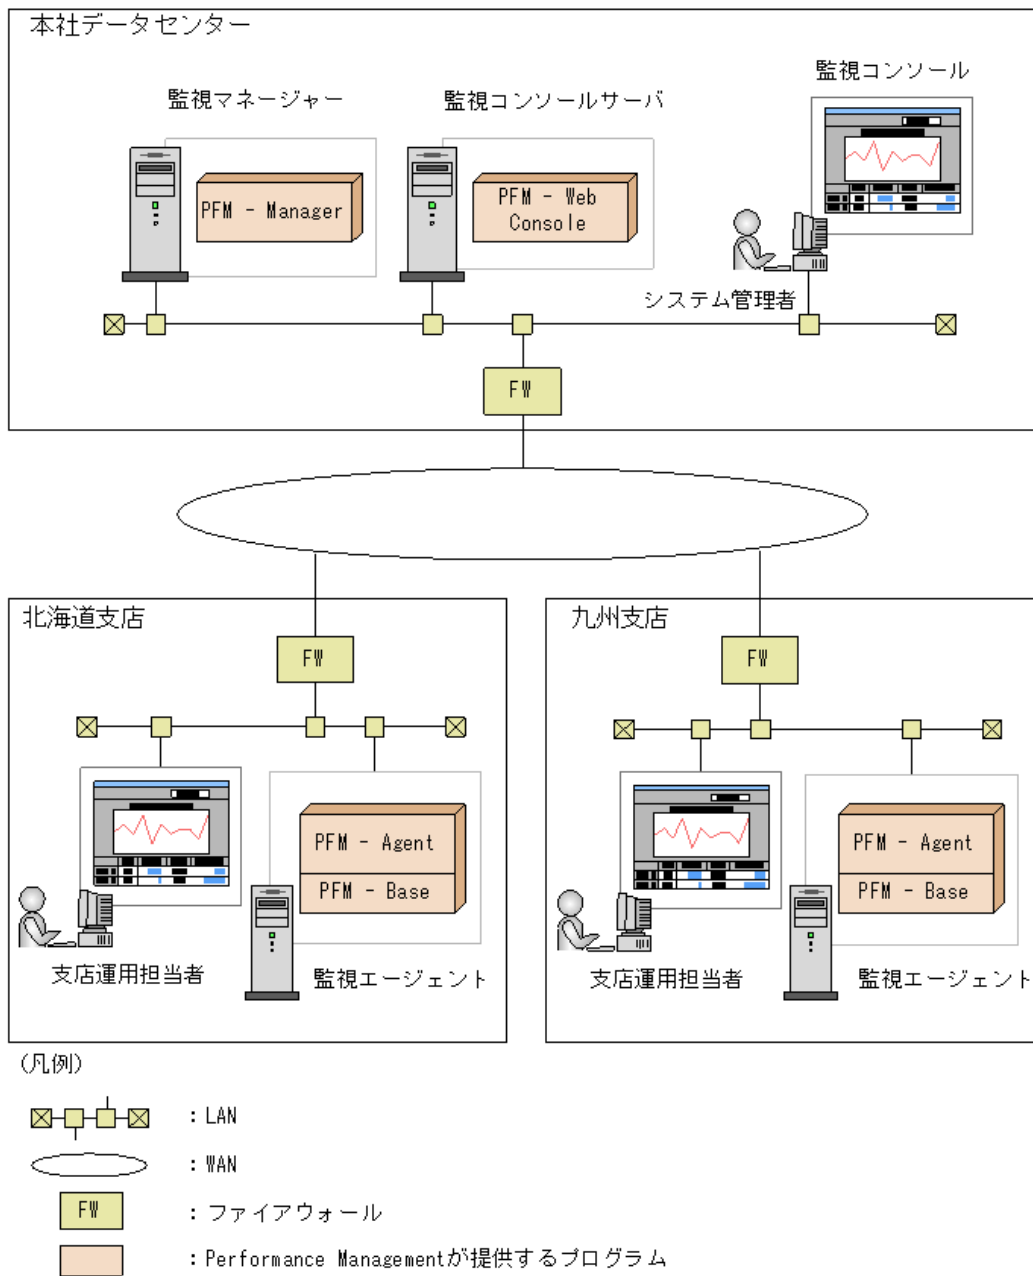 本社データセンター
監視コンソール
監視マネージャー
監視コンソールサーバ
PFM - Manager
PFM - Web
Console
システム管理者
FW
北海道支店
九州支店
FW
FW
PFM - Agent
PFM - Base
PFM - Agent
PFM - Base
支店運用担当者
監視エージェント
支店運用担当者
監視エージェント
(凡例)
: LAN
: WAN
FW
: ファイアウォール
: Performance Managementが提供するプログラム